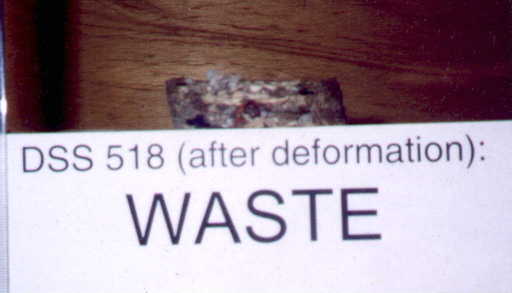 DSS 518 (after deformation):
WASTE